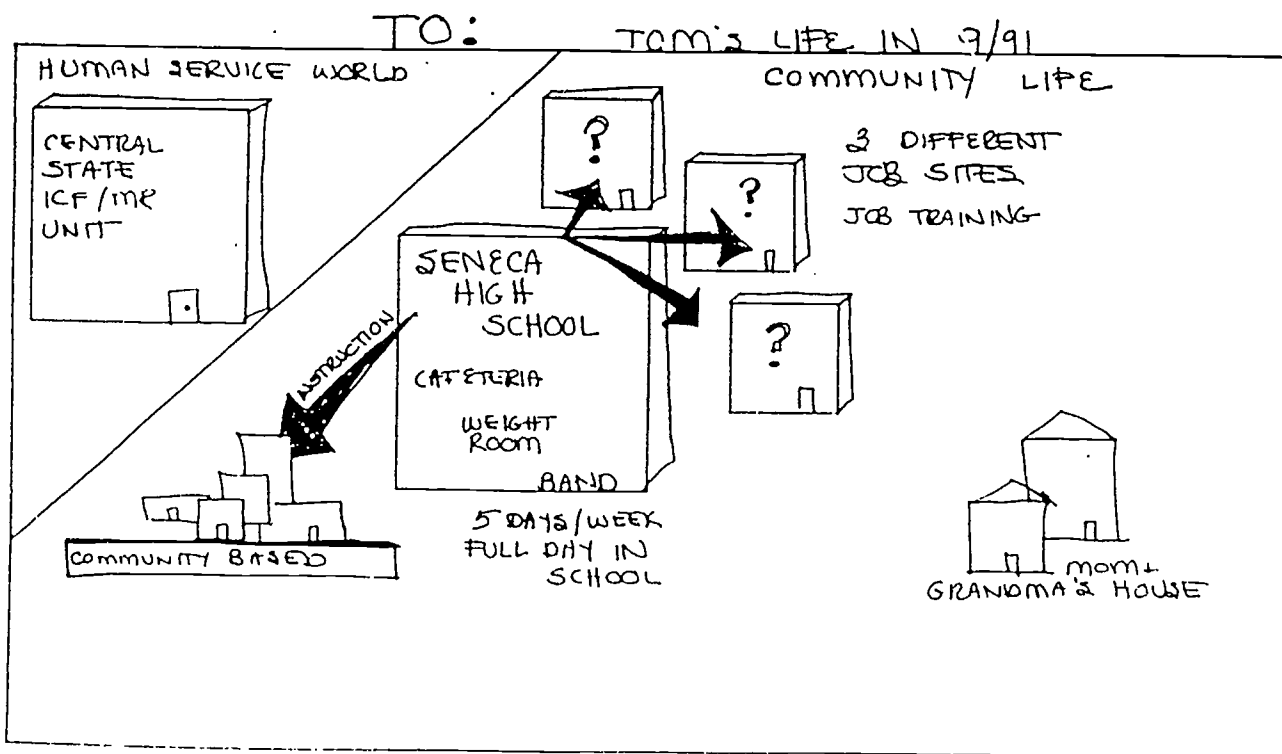 TO:
TOM'S LIFE IN 9/91
HUMAN SERVICE WORLD
COMMUNITY LIFE
CENTRAL
STATE
ICF/MR
UNIT
?
?
?
3 DIFFERENT
JOB SITES
JOB TRAINING
SENECA
HIGH
SCHOOL
CAFETERIA
WEIGHT
ROOM
BAND
INSTRUCTION
COMMUNITY BASED
5 DAYS/WEEK
FULL DAY IN
SCHOOL
MOM +
GRANDMA'S HOUSE